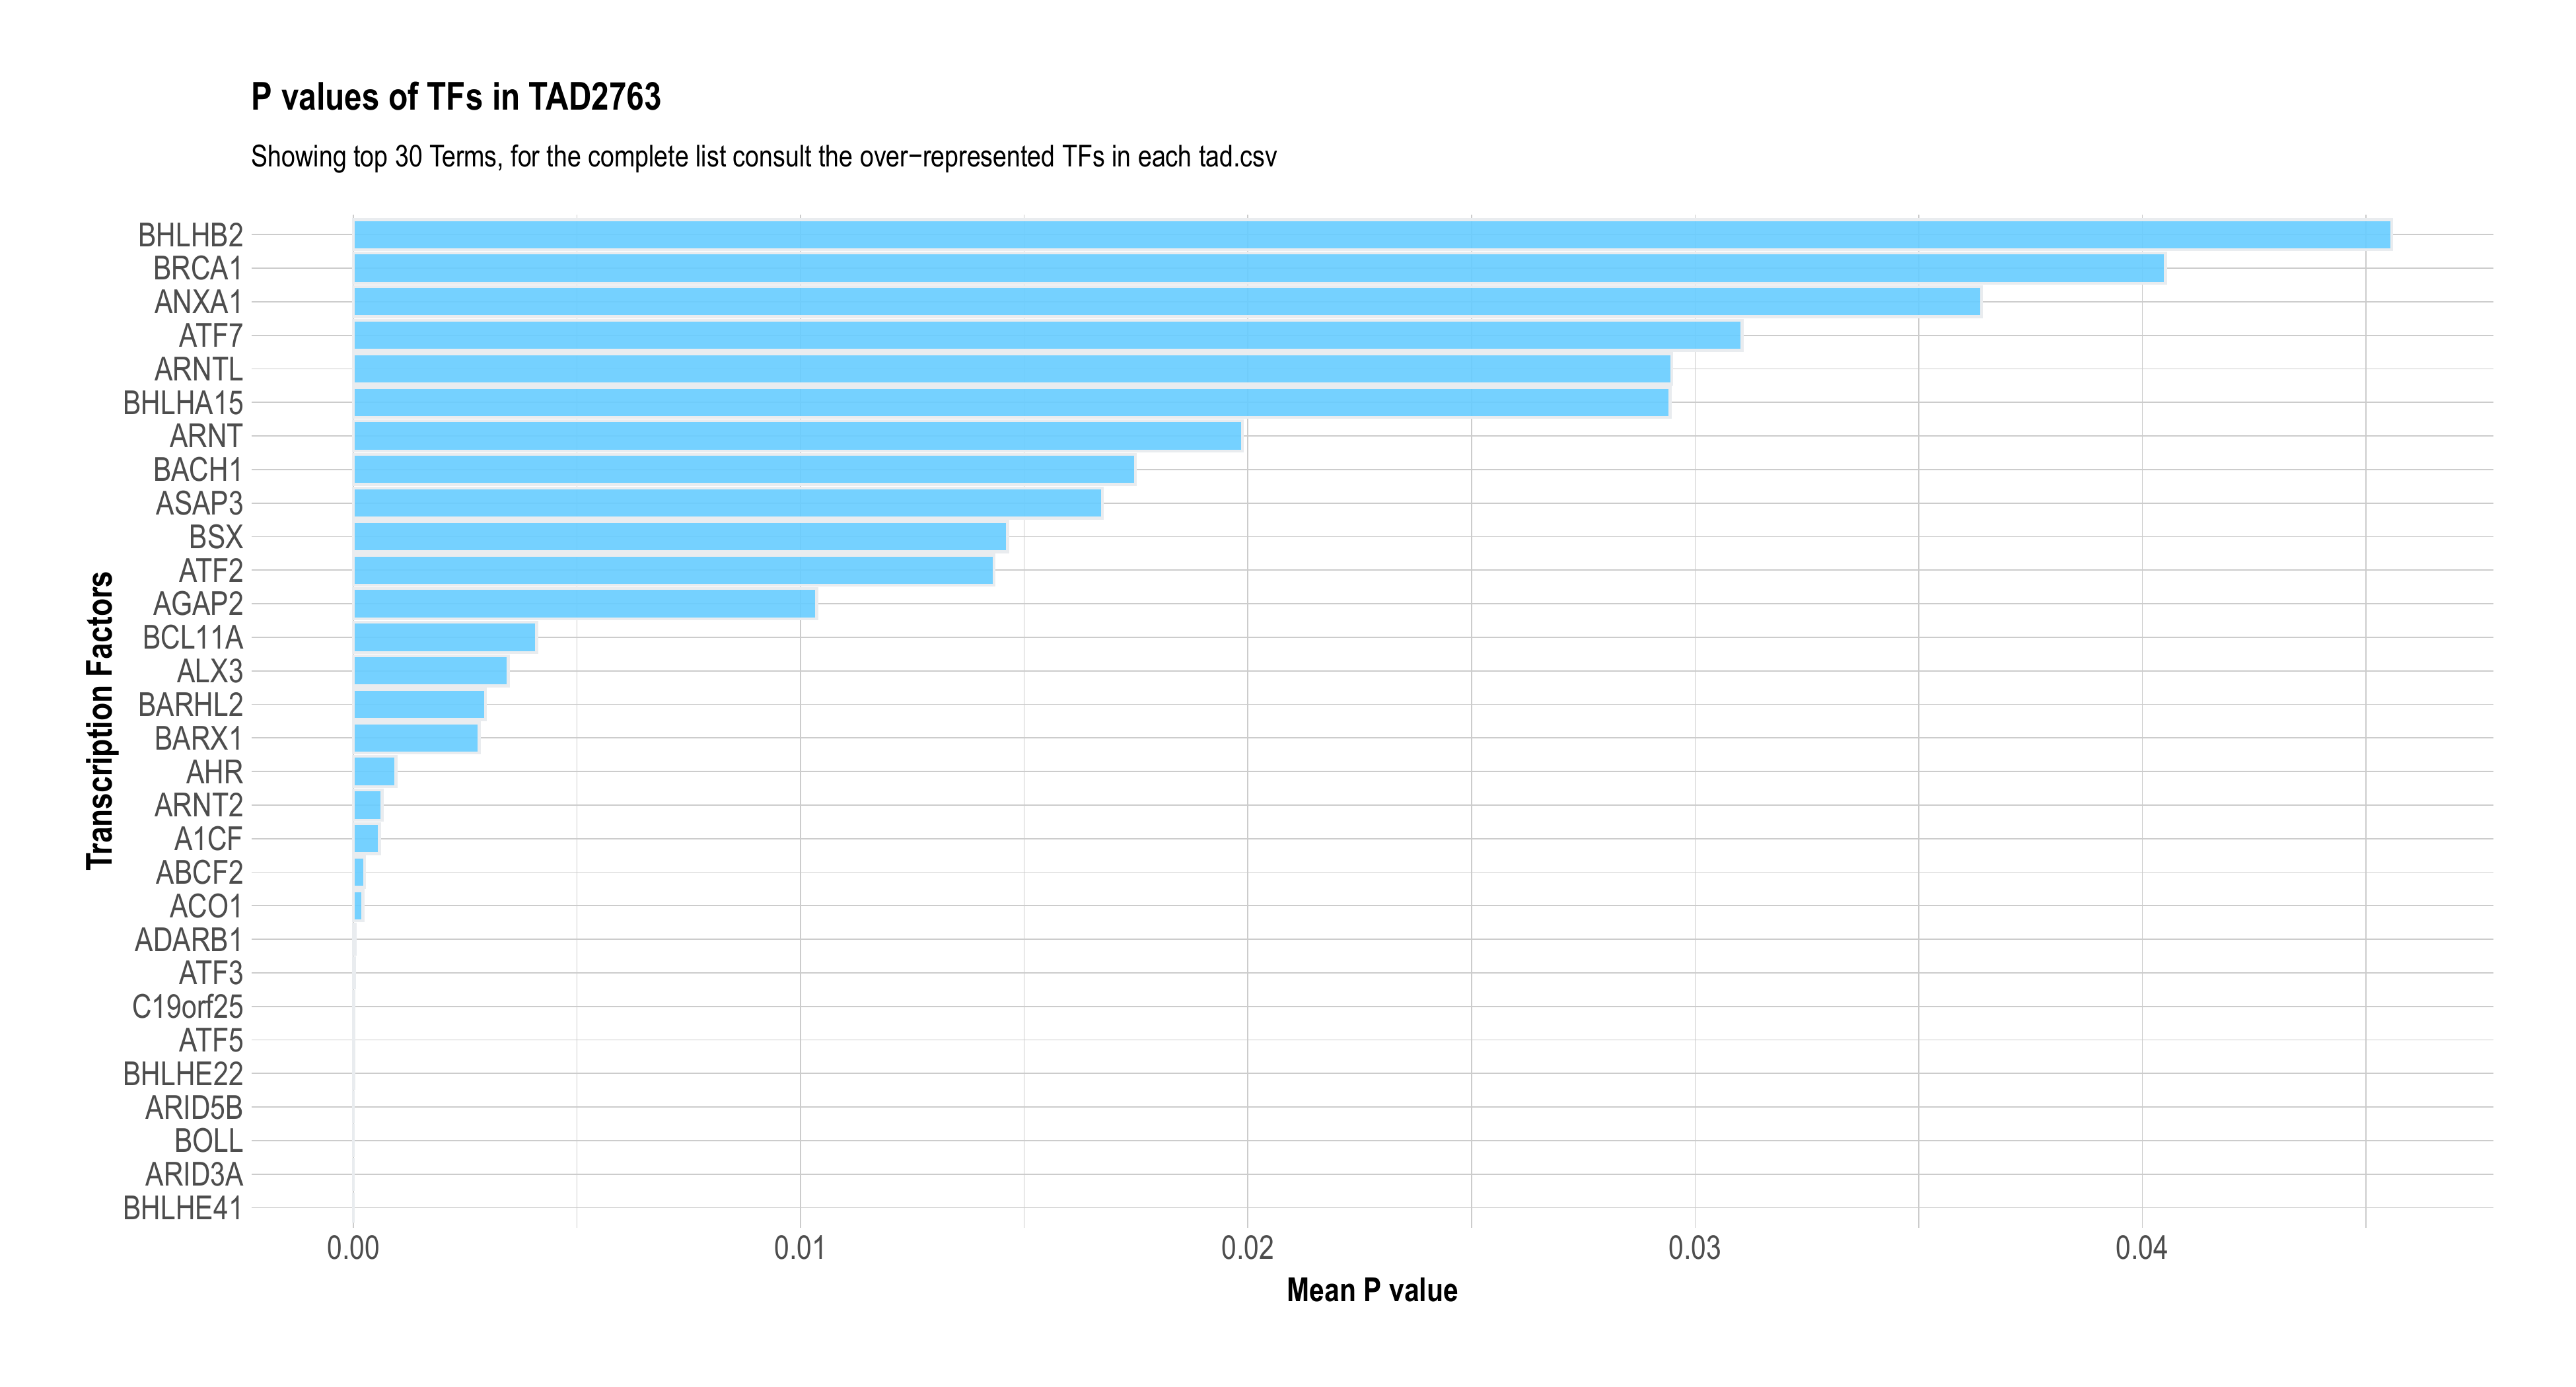 P values of TFs in TAD2763
Showing top 30 Terms, for the complete list consult the over−represented TFs in each tad.csv
BHLHB2
BRCA1
ANXA1
ATF7
ARNTL
BHLHA15
ARNT
BACH1
ASAP3
BSX
ATF2
AGAP2
BCL11A
ALX3
BARHL2
BARX1
AHR
ARNT2
A1CF
ABCF2
ACO1
ADARB1
ATF3
C19orf25
ATF5
BHLHE22
ARID5B
BOLL
ARID3A
BHLHE41
Transcription Factors
0.00 0.01 0.02 0.03 0.04
Mean P value